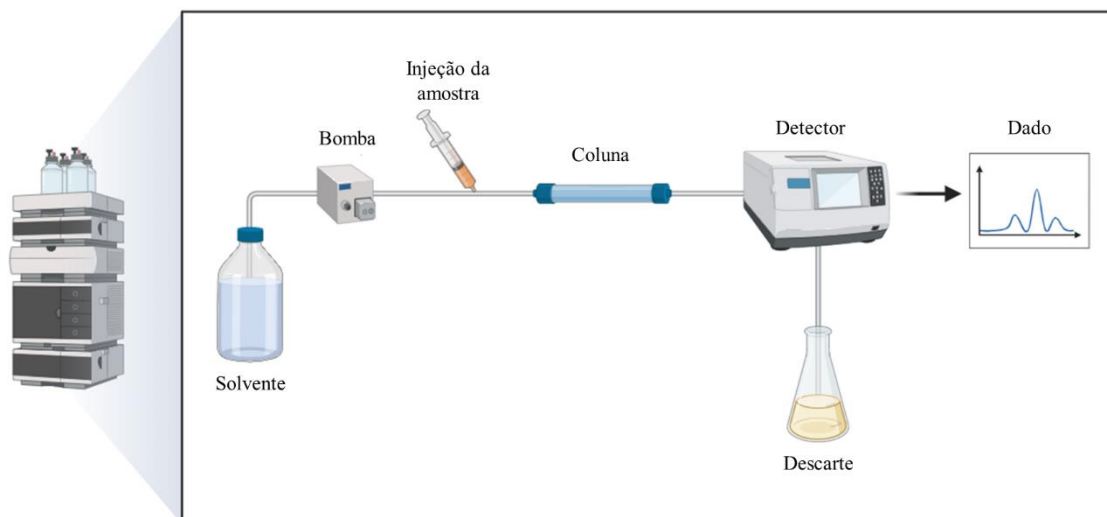 Injeção da
amostra
Bomba
Coluna
Detector
Dado
Solvente
Descarte